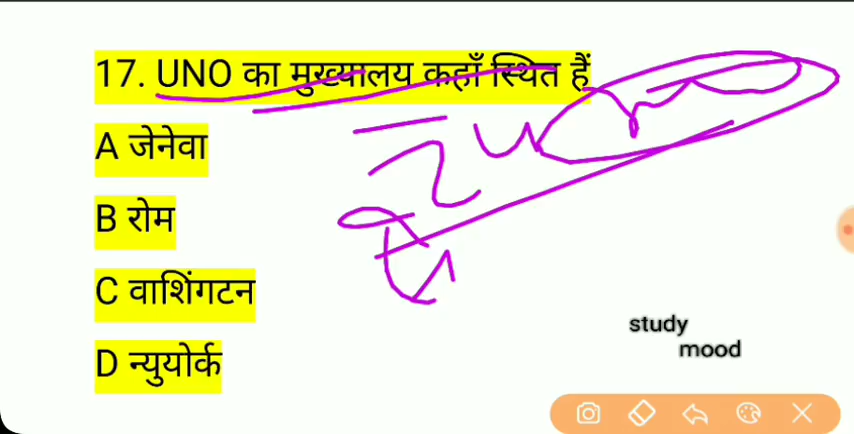 17. UNO का मुख्यालय कहाँ स्थित हैं
A जेनेवा
B रोम
C वाशिंगटन
D न्युयोर्क
study
mood